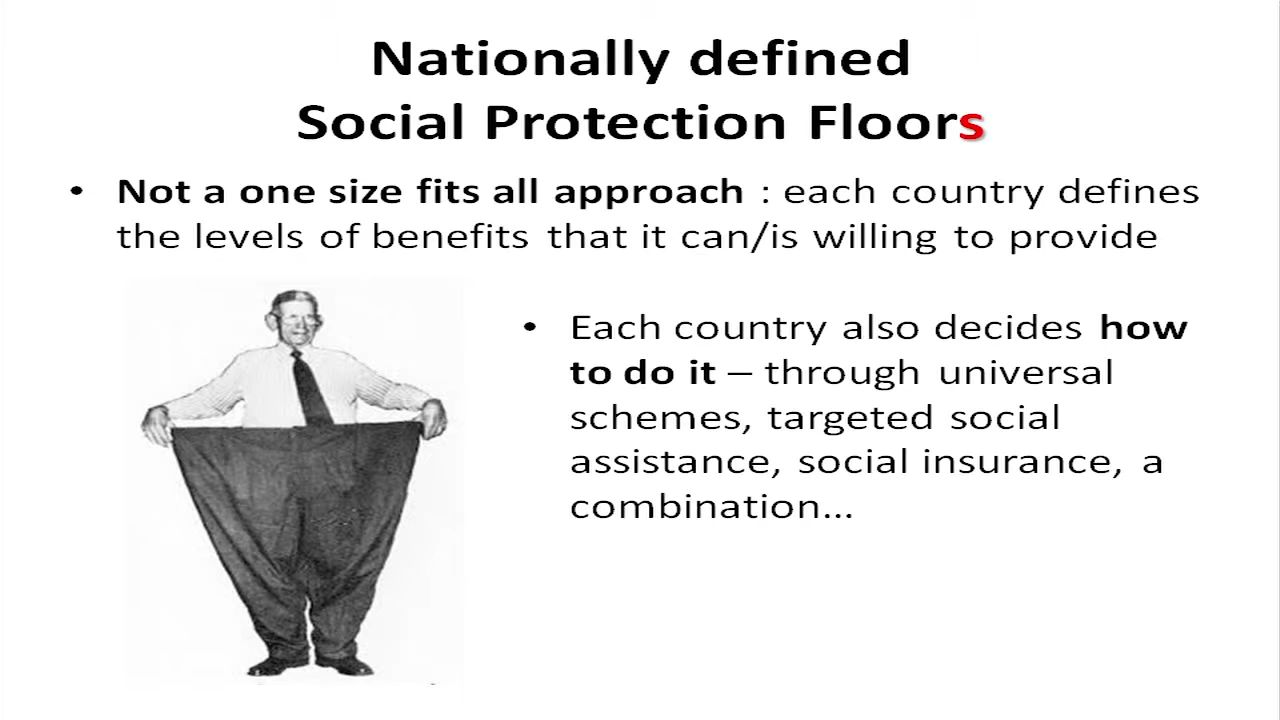 Nationally defined
Social Protection Floors
• Not a one size fits all approach : each country defines
the levels of benefits that it can/is willing to provide
• Each country also decides how
to do it – through universal
schemes, targeted social
assistance, social insurance, a
combination...